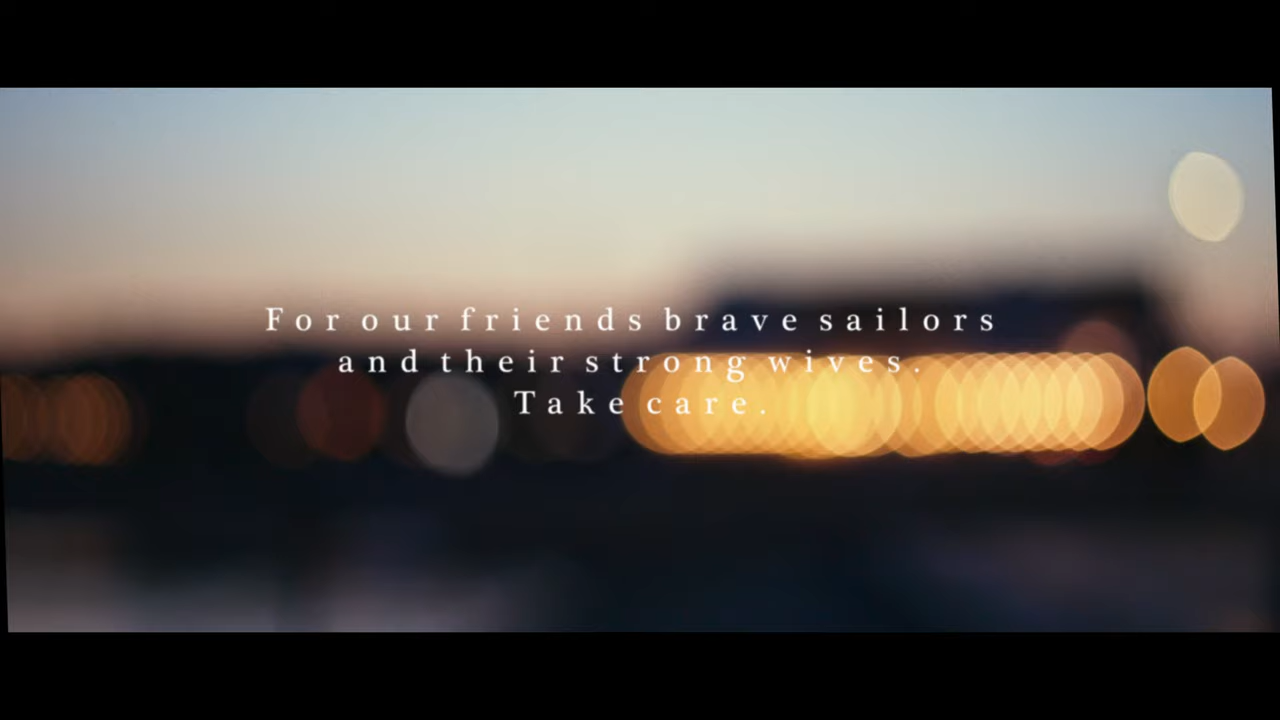 For our friends brave sailors
and their strong wives.
Take care.